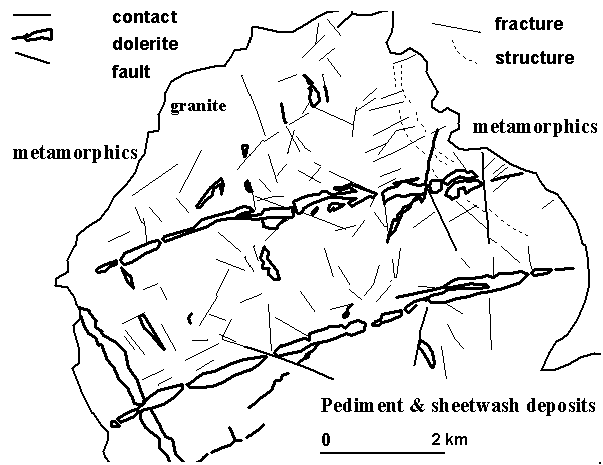 contact
dolerite
fault
fracture
structure
granite
metamorphics
metamorphics
Pediment & sheetwash deposits
0 2 km